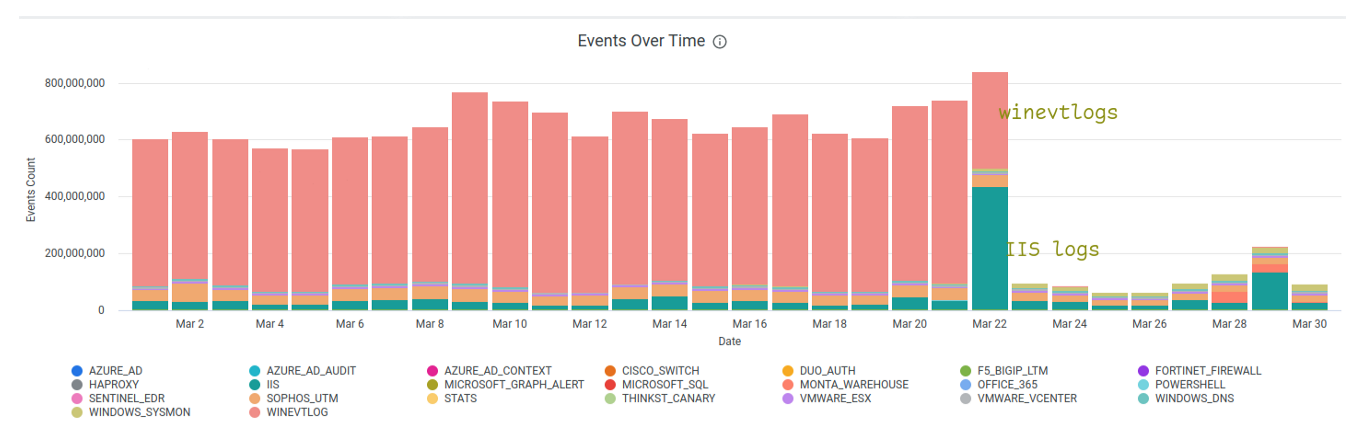 Events Over Time
800,000,000
600,000,000
400,000,000
200,000,000
0
Events Count
winevtlogs
IIS logs
Mar 2 Mar 4 Mar 6 Mar 8 Mar 10 Mar 12 Mar 14 Mar 16 Mar 18 Mar 20 Mar 22 Mar 24 Mar 26 Mar 28 Mar 30
Date
AZURE_AD AZURE_AD_AUDIT AZURE_AD_CONTEXT CISCO_SWITCH DUO_AUTH F5_BIGIP_LTM FORTINET_FIREWALL
HAPROXY IIS MICROSOFT_GRAPH_ALERT MICROSOFT_SQL MONTA_WAREHOUSE OFFICE_365 POWERSHELL
SENTINEL_EDR SOPHOS_UTM STATS THINKST_CANARY VMWARE_ESX VMWARE_VCENTER WINDOWS_DNS
WINDOWS_SYSMON WINEVTLOG